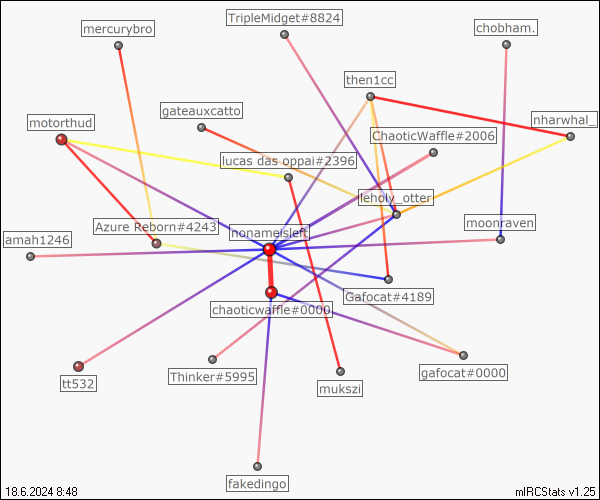 TripleMidget#8824
mercurybro
chobham.
then1cc
gateauxcatto
motorthud
nharwhal_
ChaoticWaffle#2006
lucas das oppai#2396
leholy_otter
moonraven
Azure Reborn#4243
nonameisleft
amah1246
Gafocat#4189
chaoticwaffle#0000
gafocat#0000
Thinker#5995
tt532
mukszi
fakedingo
18.6.2024 8:48
mIRCStats v1.25